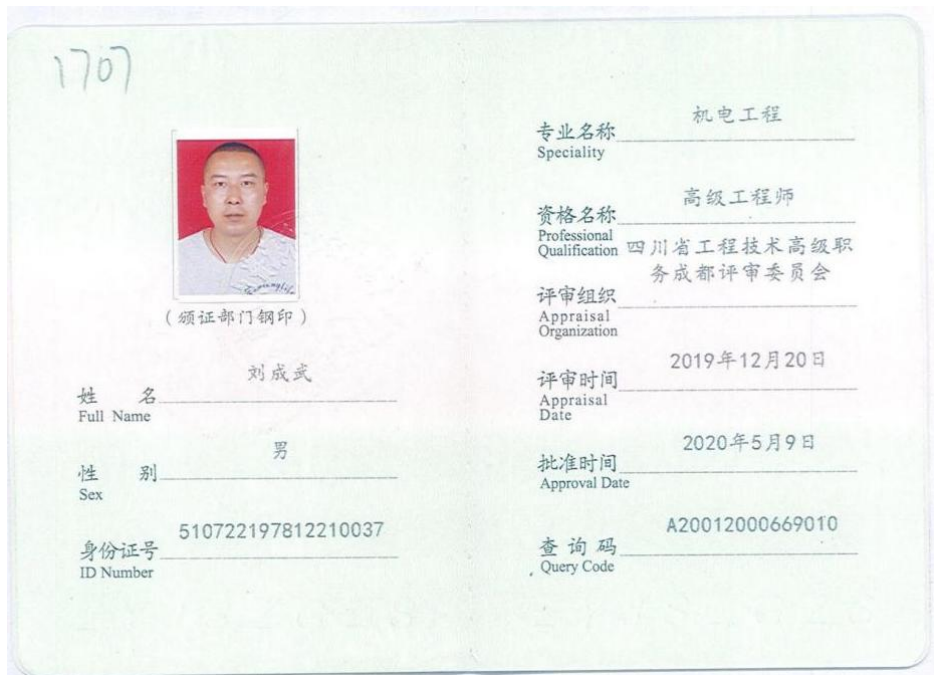 1707
(颁证部门钢印)
姓 名 刘成武
Full Name
性 别 男
Sex
身份证号 510722197812210037
ID Number
专业名称 机电工程
Speciality
资格名称 高级工程师
Professional
Qualification
四川省工程技术高级职
务成都评审委员会
评审组织
Appraisal
Organization
评审时间 2019年12月20日
Appraisal
Date
批准时间 2020年5月9日
Approval Date
查询码 A20012000669010
Query Code